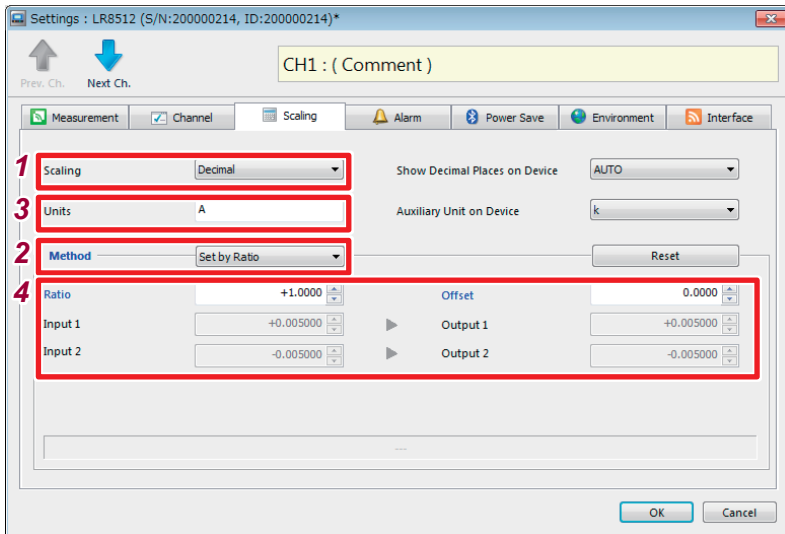 Settings : LR8512 (S/N:200000214, ID:200000214)*
Prev. Ch. Next Ch. CH1 : ( Comment )
Measurement Channel Scaling Alarm Power Save Environment Interface
1 Scaling Decimal Show Decimal Places on Device AUTO
3 Units A Auxiliary Unit on Device k
2 Method Set by Ratio Reset
4 Ratio +1.0000 Offset 0.0000
Input 1 +0.005000 Output 1 +0.005000
Input 2 -0.005000 Output 2 -0.005000
---
OK Cancel